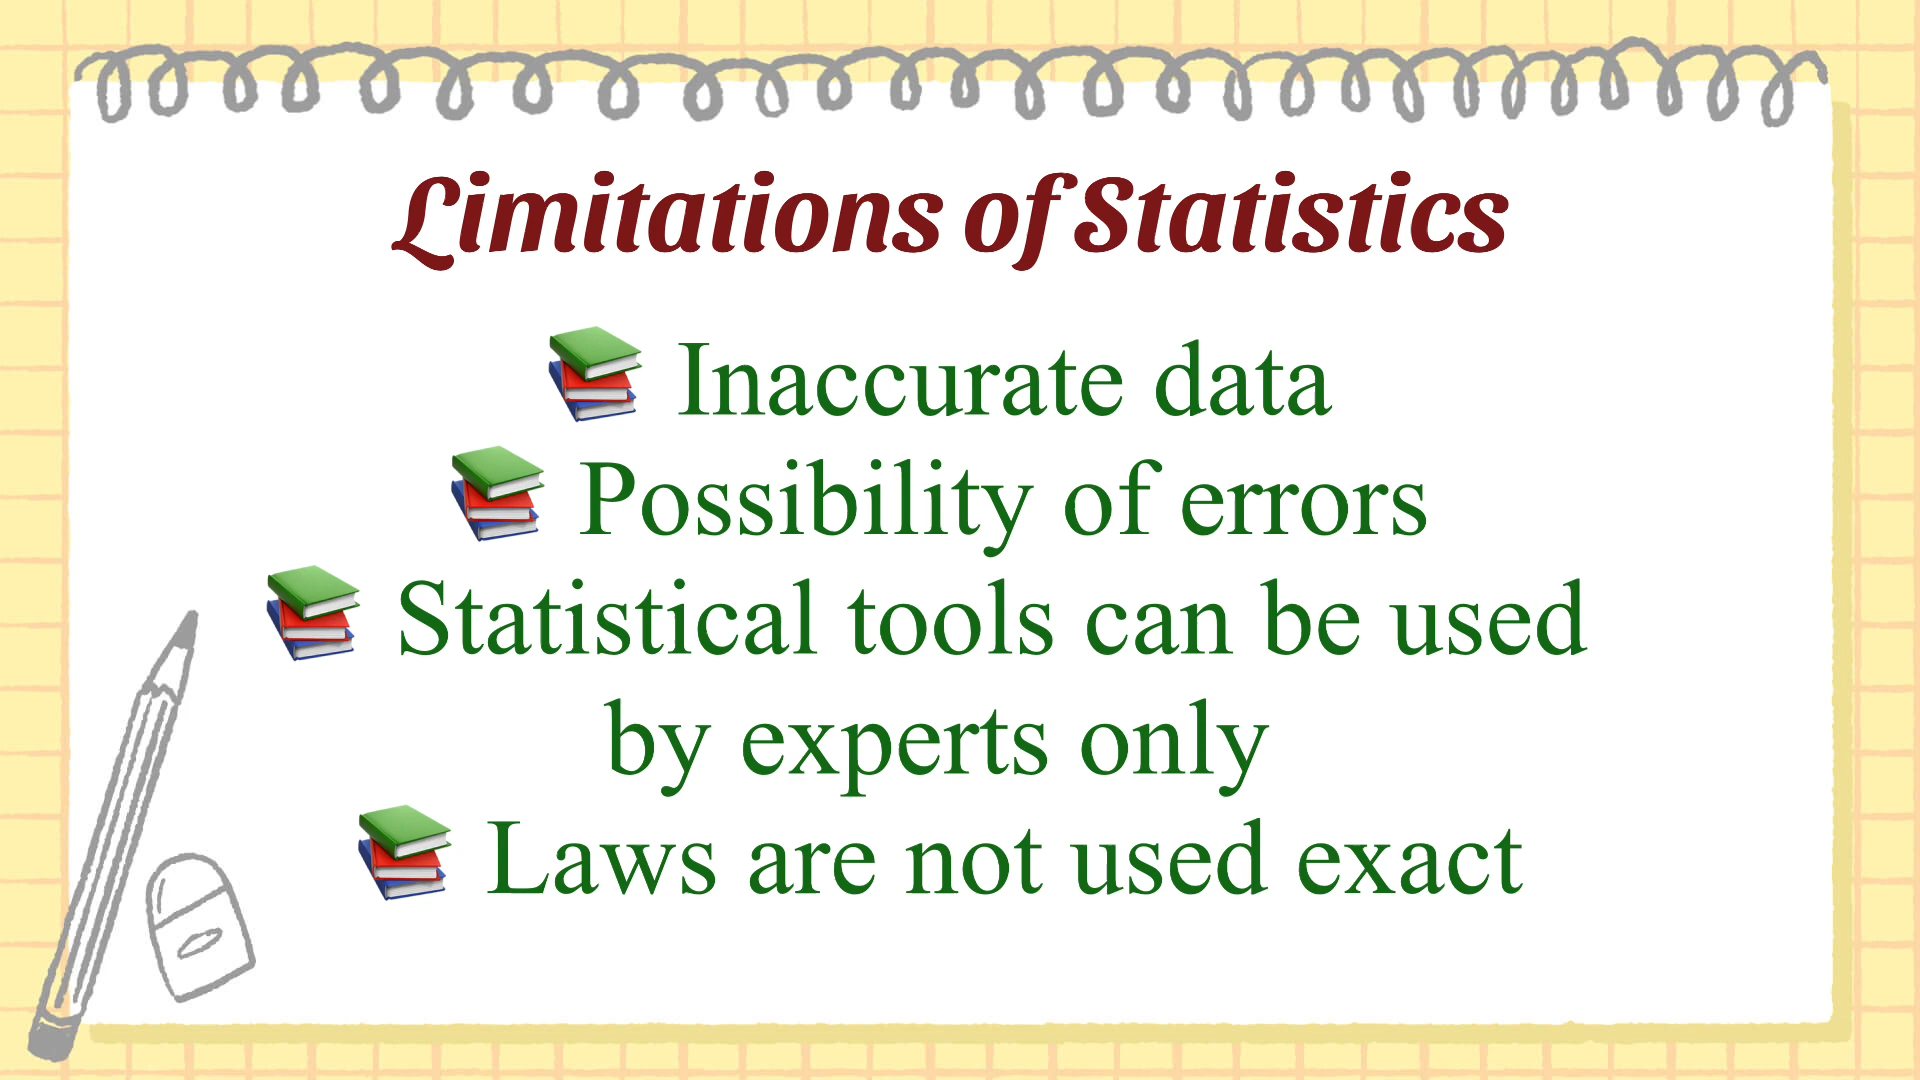 Limitations of Statistics
📚 Inaccurate data
📚 Possibility of errors
📚 Statistical tools can be used
by experts only
📚 Laws are not used exact